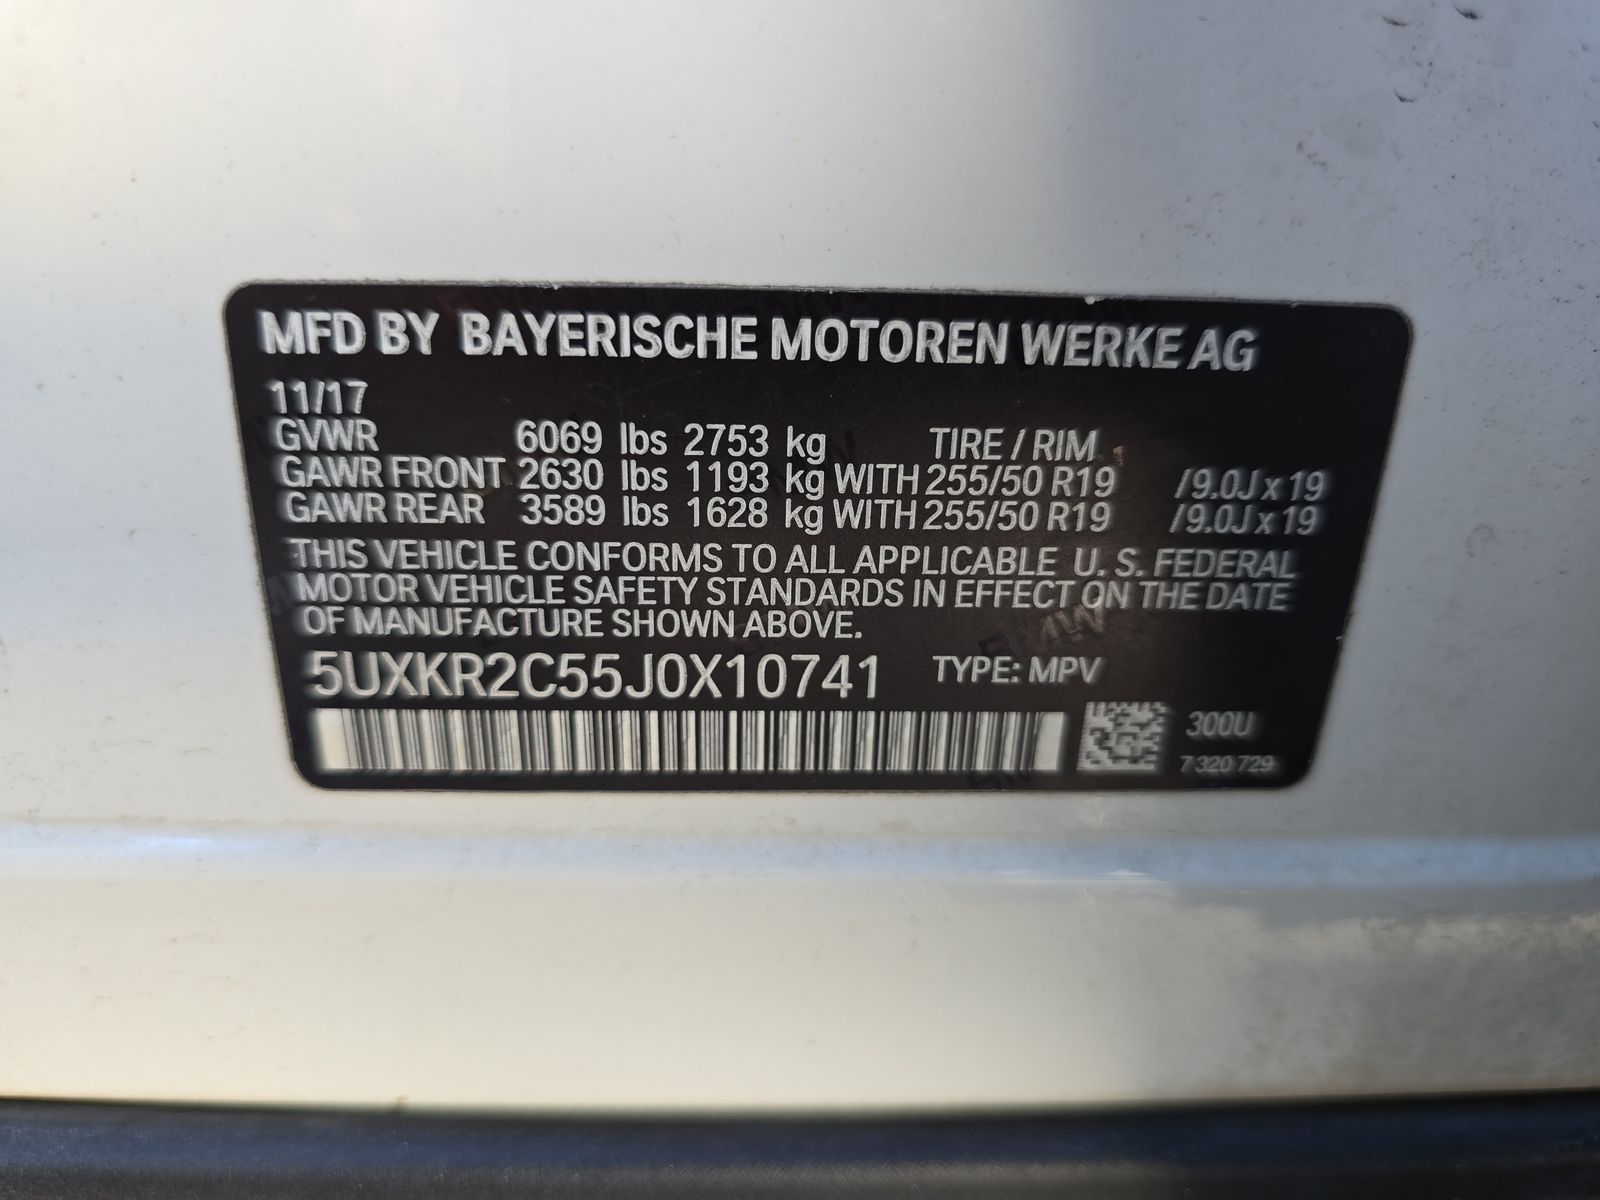 MFD BY BAYERISCHE MOTOREN WERKE AG
11/17
GVWR 6069 lbs 2753 kg TIRE / RIM
GAWR FRONT 2630 lbs 1193 kg WITH 255/50 R19 /9.0J x 19
GAWR REAR 3589 lbs 1628 kg WITH 255/50 R19 /9.0J x 19
THIS VEHICLE CONFORMS TO ALL APPLICABLE U. S. FEDERAL
MOTOR VEHICLE SAFETY STANDARDS IN EFFECT ON THE DATE
OF MANUFACTURE SHOWN ABOVE.
5UXKR2C55J0X10741 TYPE: MPV
300U
7 320 729